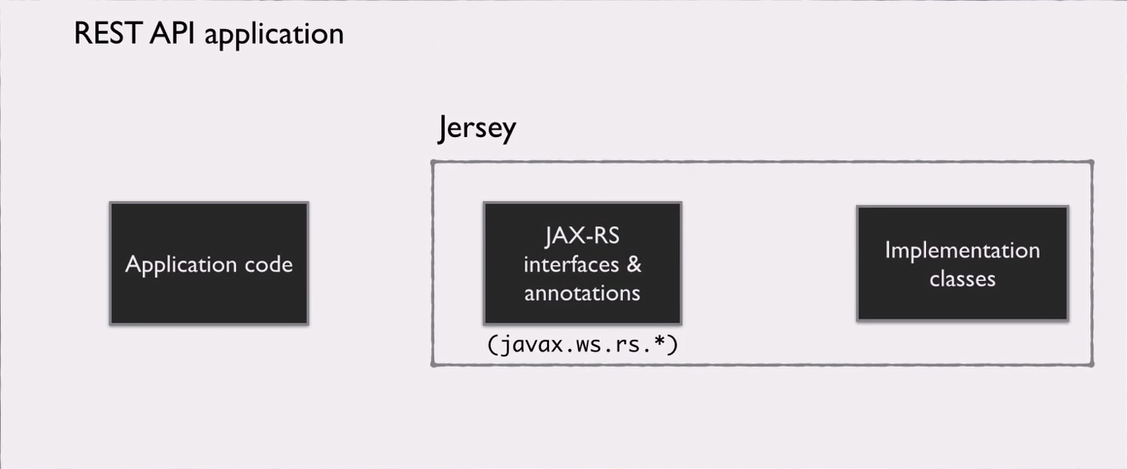 REST API application
Jersey
Application code
JAX-RS
interfaces &
annotations
Implementation
classes
(javax.ws.rs.*)